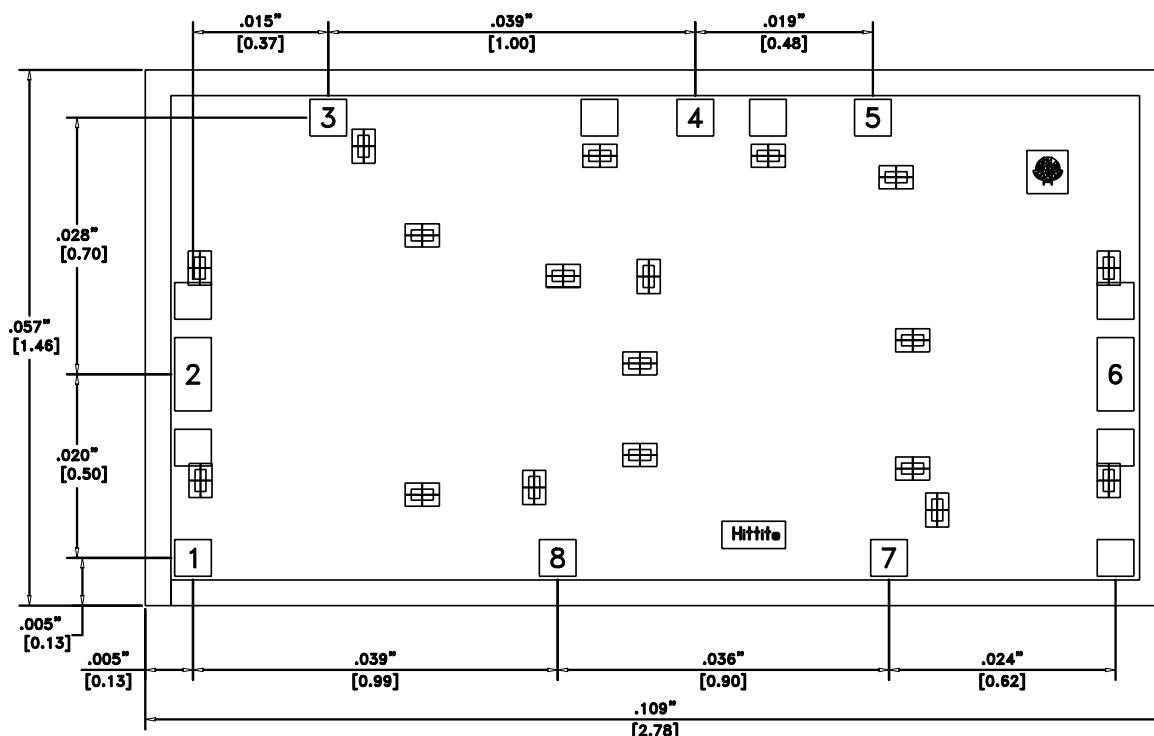 .015" .039" .019"
[0.37] [1.00] [0.48]
3 4 5
.028"
[0.70]
.057"
[1.46]
2 6
.020"
[0.50]
Hittite
1 8 7
.005"
[0.13]
.005" .039" .036" .024"
[0.13] [0.99] [0.90] [0.62]
.109"
[2.78]